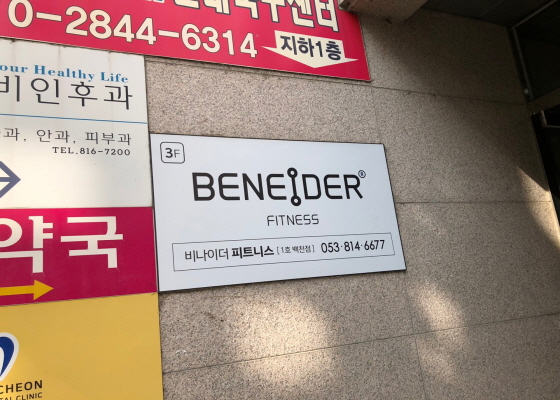 0-2844-6314
지하1층
our Healthy Life
비인후과
과, 안과, 피부과
TEL.816-7200
약국
CHEON
TAL CLINIC
3F
BENEIDER®
FITNESS
비나이더 피트니스 [1호 백천점] 053·814·6677